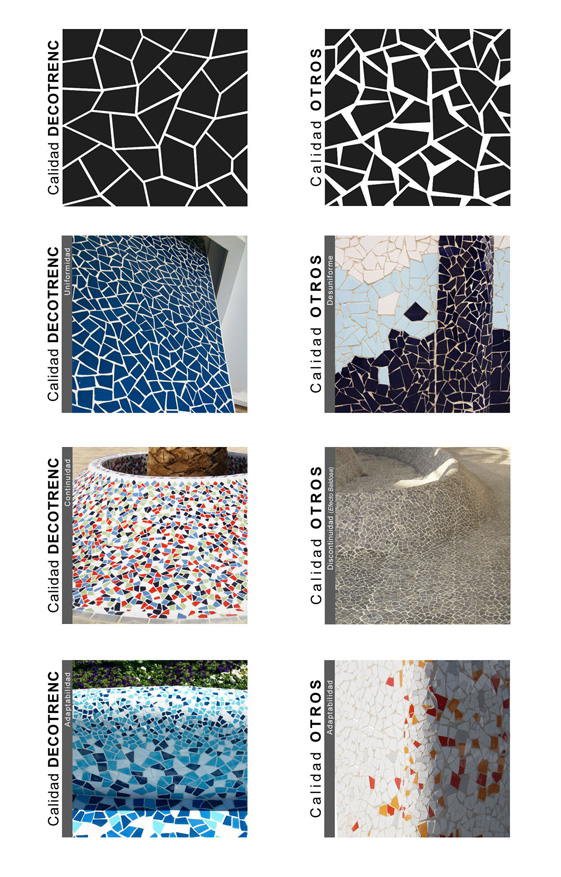 Calidad DECOTRENC
Calidad OTROS
Calidad DECOTRENC
Uniformidad
Calidad OTROS
Desuniforme
Calidad DECOTRENC
Continuidad
Calidad OTROS
Discontinuidad (Efecto Baldosa)
Calidad DECOTRENC
Adaptabilidad
Calidad OTROS
Adaptabilidad